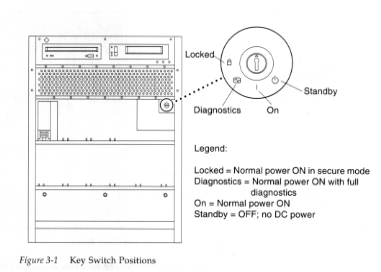 Locked
Standby
Diagnostics
On
Legend:
Locked = Normal power ON in secure mode
Diagnostics = Normal power ON with full
diagnostics
On = Normal power ON
Standby = OFF; no DC power
Figure 3-1 Key Switch Positions